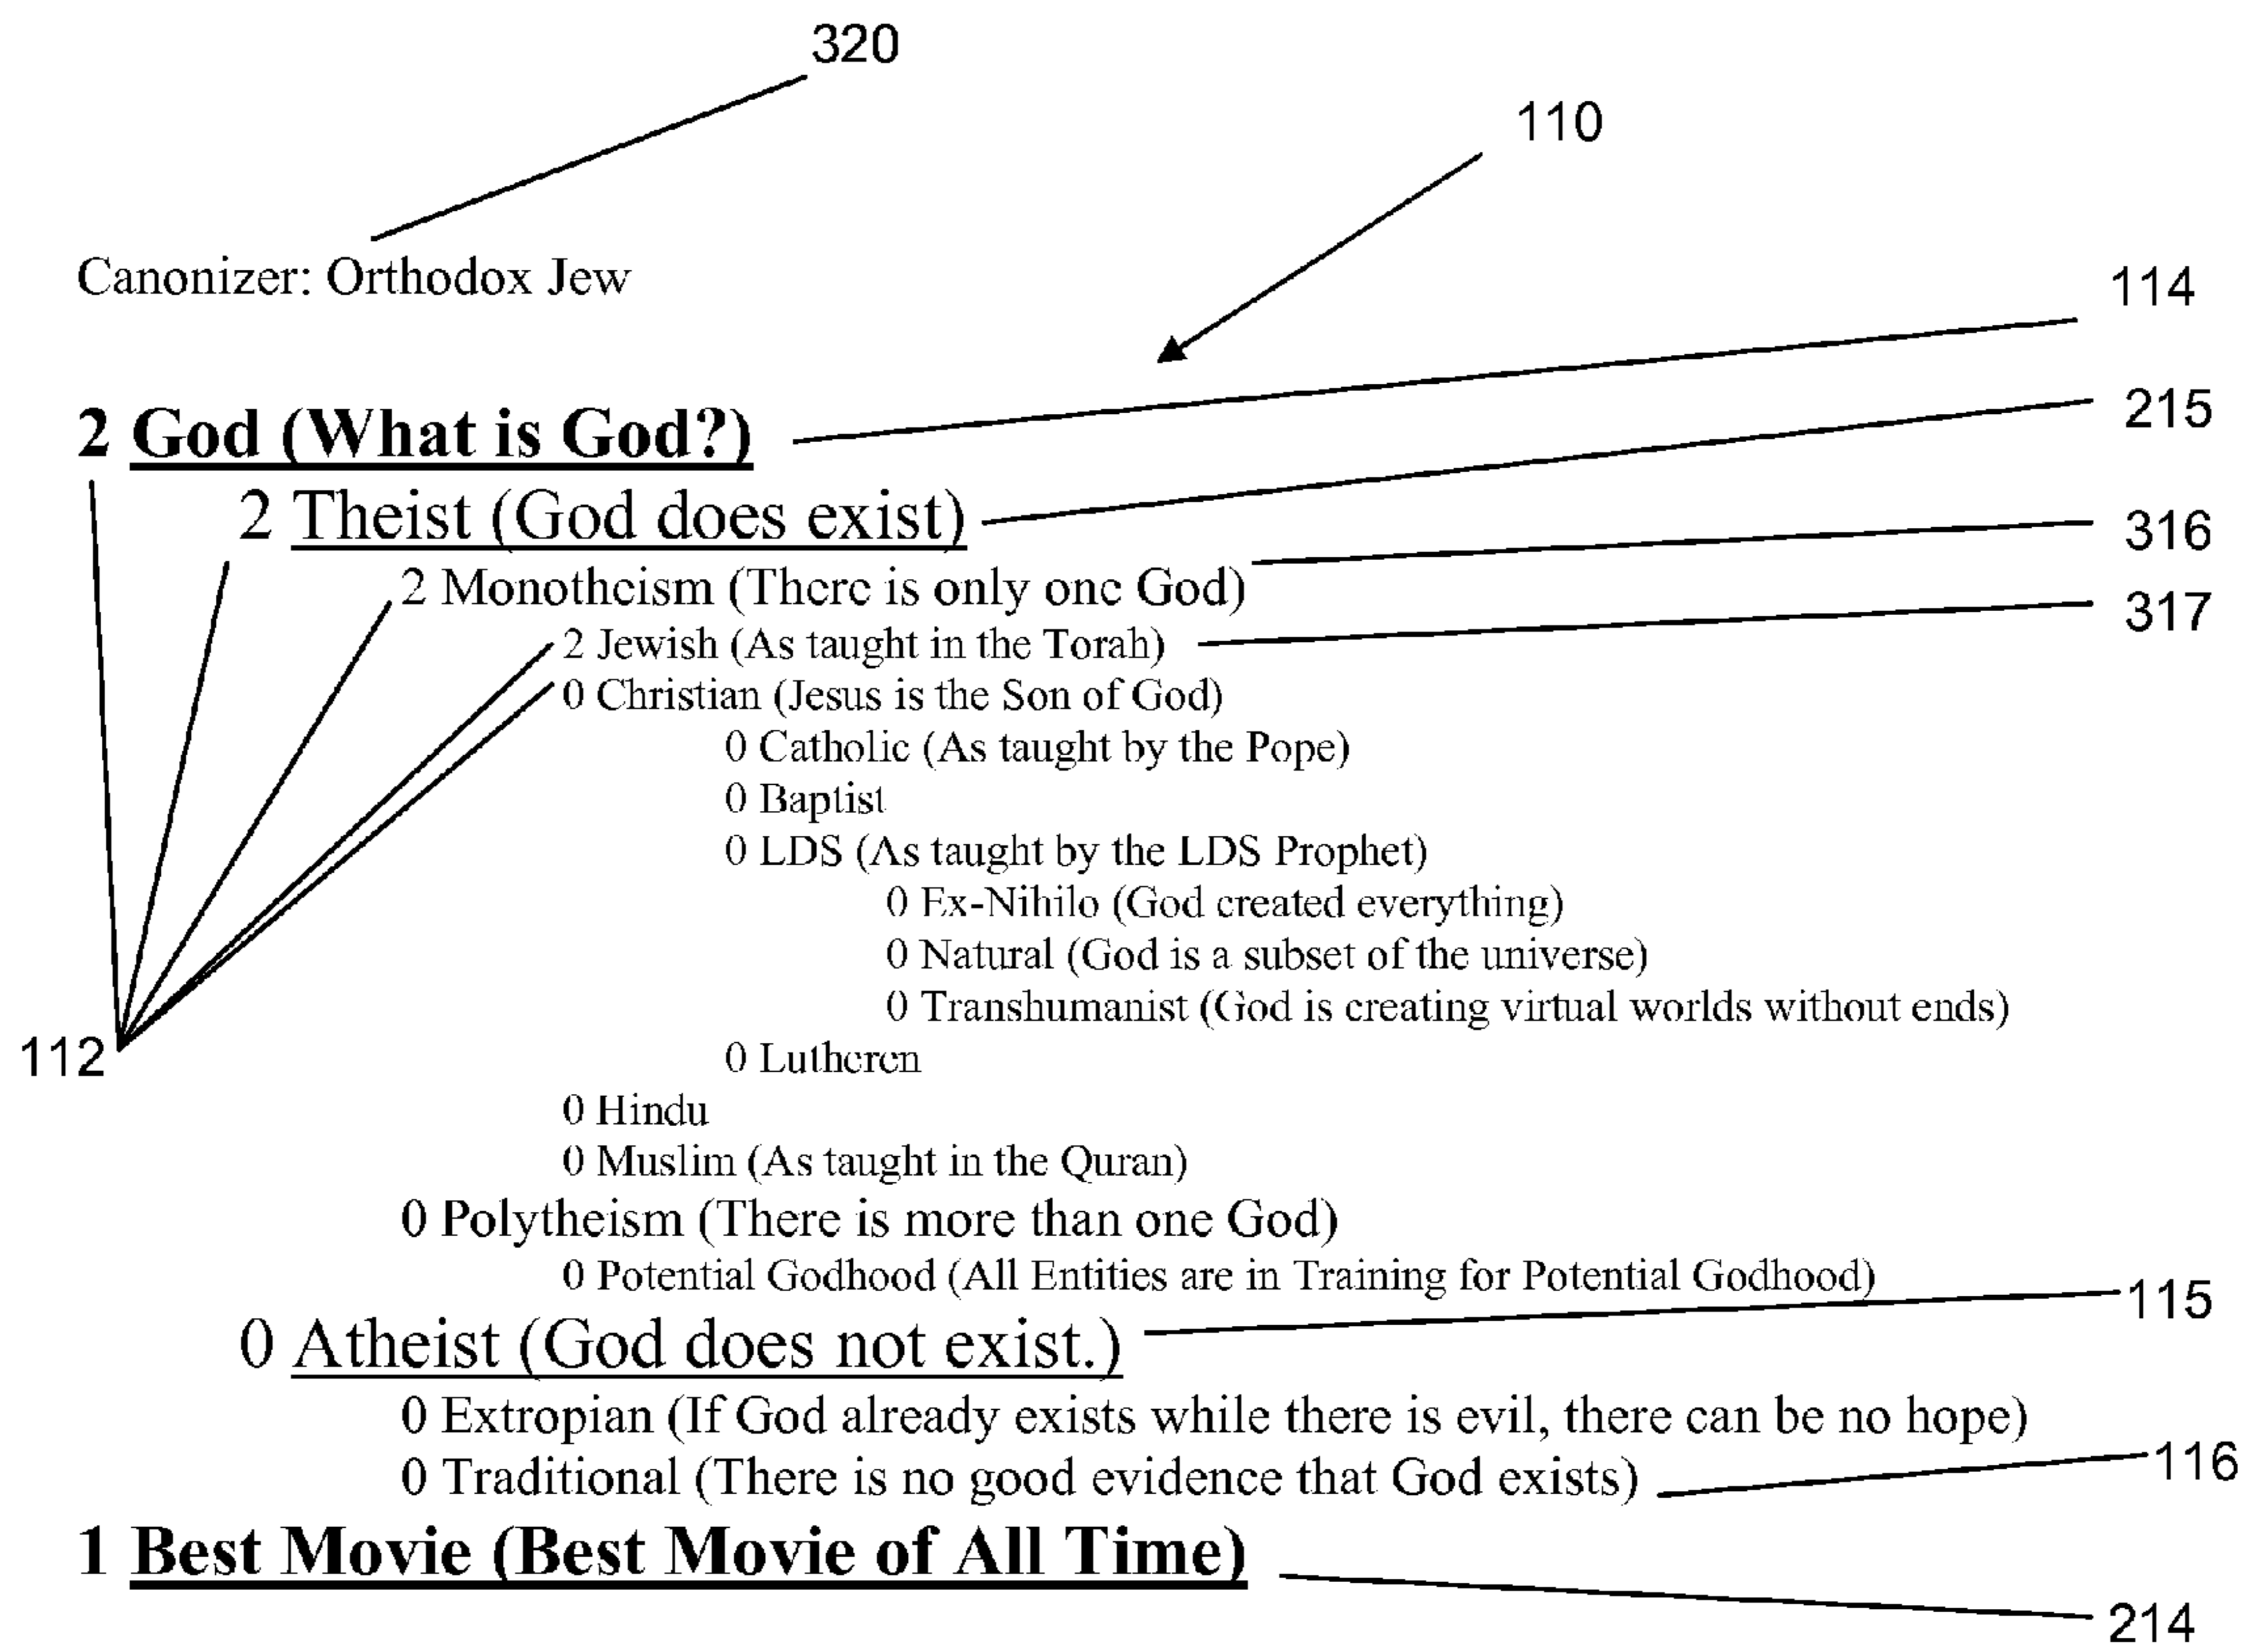 320
110
Canonizer: Orthodox Jew
114
215
2 God (What is God?)
2 Theist (God does exist)
316
2 Monotheism (There is only one God)
317
2 Jewish (As taught in the Torah)
0 Christian (Jesus is the Son of God)
0 Catholic (As taught by the Pope)
0 Baptist
0 LDS (As taught by the LDS Prophet)
0 Ex-Nihilo (God created everything)
0 Natural (God is a subset of the universe)
0 Transhumanist (God is creating virtual worlds without ends)
112
0 Lutheren
0 Hindu
0 Muslim (As taught in the Quran)
0 Polytheism (There is more than one God)
0 Potential Godhood (All Entities are in Training for Potential Godhood)
115
0 Atheist (God does not exist.)
0 Extropian (If God already exists while there is evil, there can be no hope)
116
0 Traditional (There is no good evidence that God exists)
1 Best Movie (Best Movie of All Time)
214